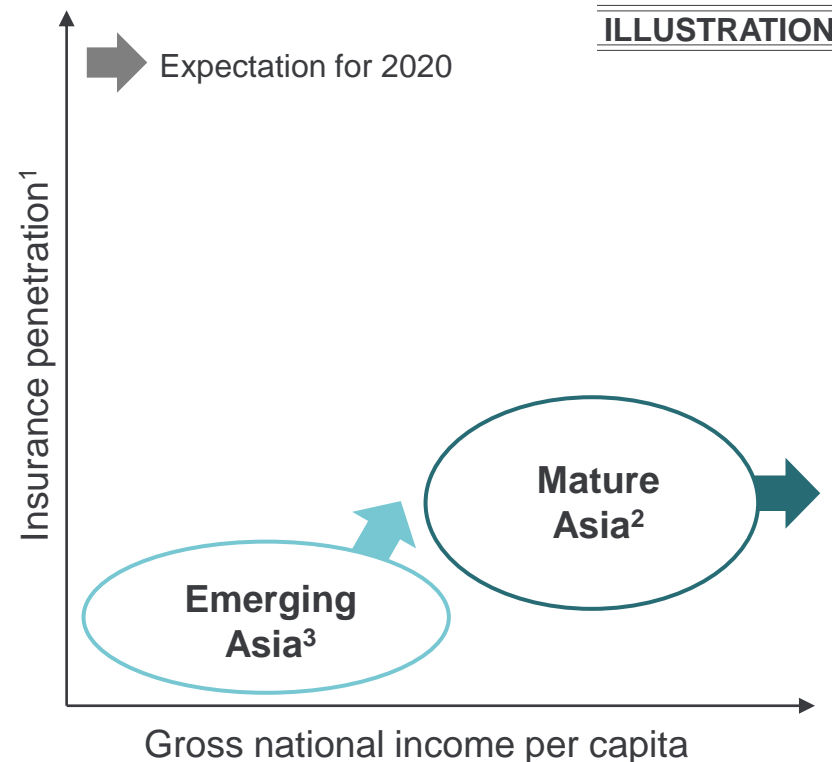 ILLUSTRATION
Expectation for 2020
Insurance penetration¹
Mature
Asia²
Emerging
Asia³
Gross national income per capita